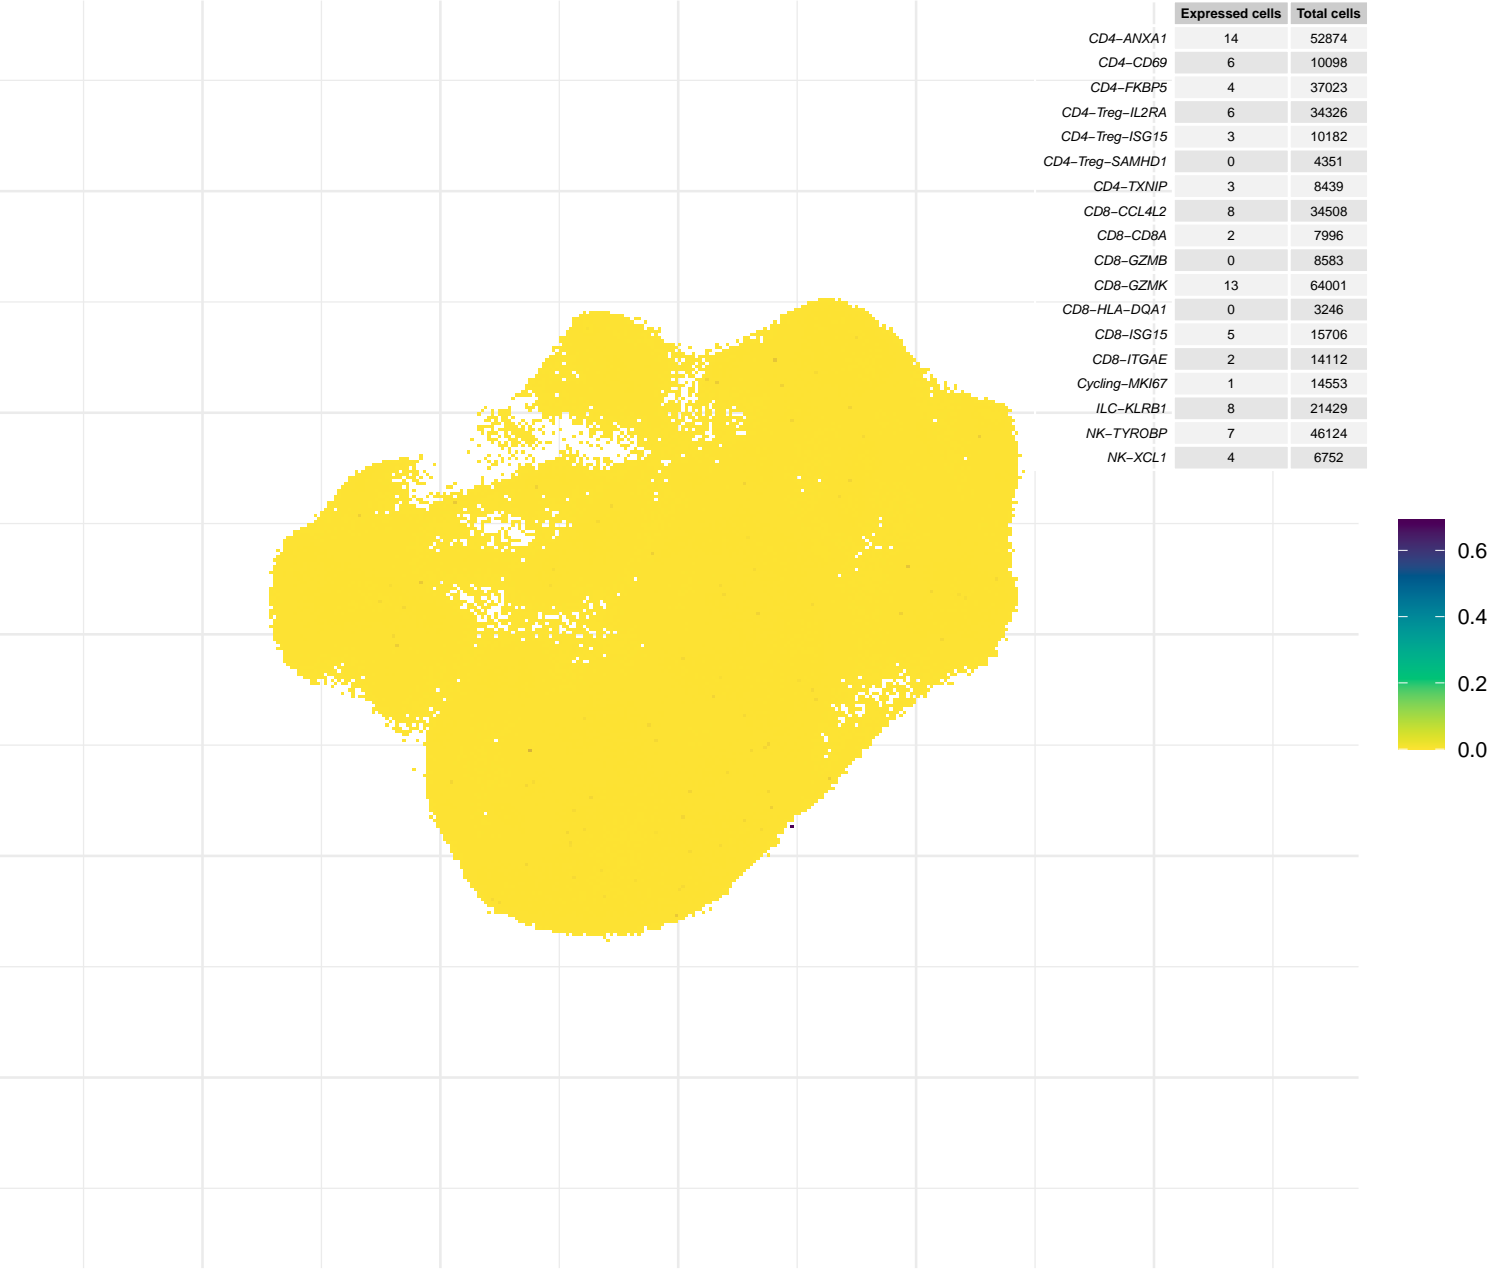 Expressed cells Total cells
CD4−ANXA1 14 52874
CD4−CD69 6 10098
CD4−FKBP5 4 37023
CD4−Treg−IL2RA 6 34326
CD4−Treg−ISG15 3 10182
CD4−Treg−SAMHD1 0 4351
CD4−TXNIP 3 8439
CD8−CCL4L2 8 34508
CD8−CD8A 2 7996
CD8−GZMB 0 8583
CD8−GZMK 13 64001
CD8−HLA−DQA1 0 3246
CD8−ISG15 5 15706
CD8−ITGAE 2 14112
Cycling−MKI67 1 14553
ILC−KLRB1 8 21429
NK−TYROBP 7 46124
NK−XCL1 4 6752
0.6
0.4
0.2
0.0